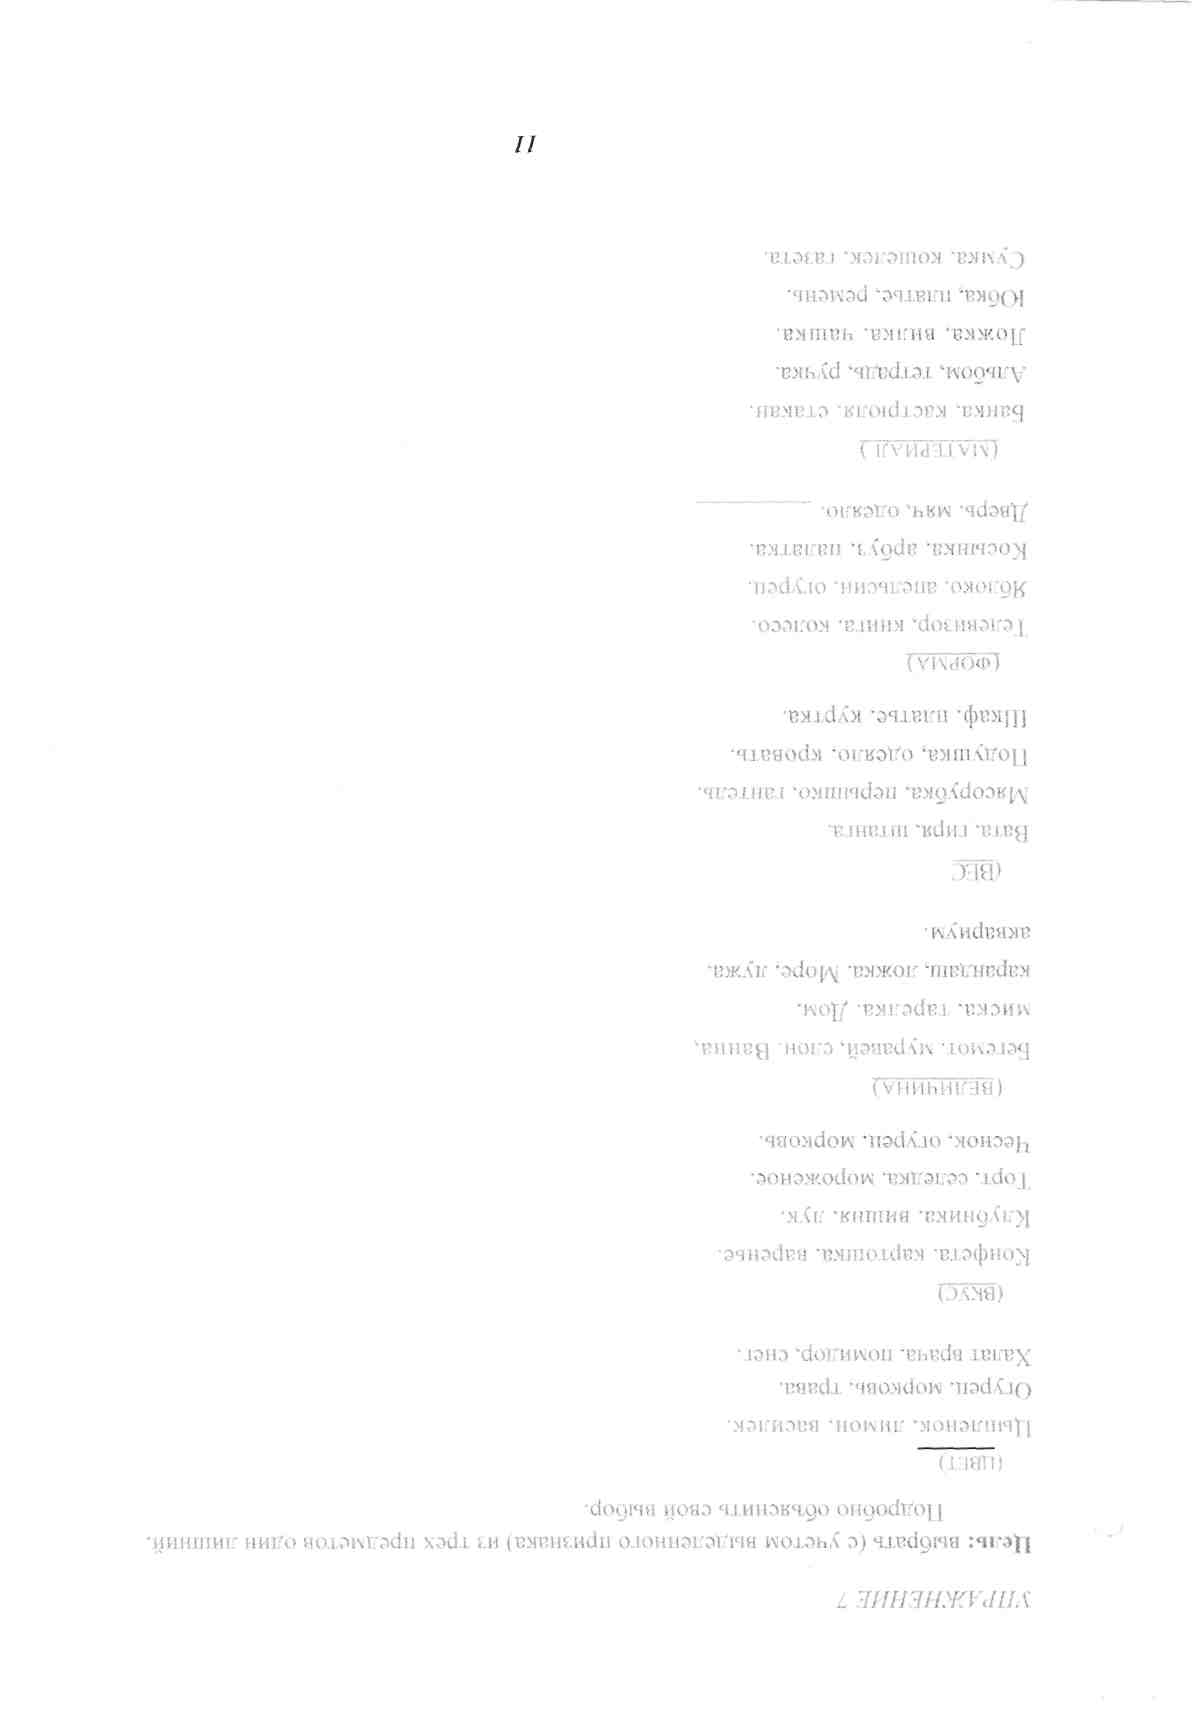 УПРАЖНЕНИЕ 7
Цель: выбрать (с учетом выделенного признака) из трех предметов один лишний.
Подробно объяснить свой выбор.
(ЦВЕТ)
Цыпленок, лимон, василек.
Огурец, морковь, трава.
Халат врача, помидор, снег.
(ВКУС)
Конфета, картошка, варенье.
Клубника, вишня, лук.
Торт, селедка, мороженое.
Чеснок, огурец, морковь.
(ВЕЛИЧИНА)
Бегемот, муравей, слон. Ванна,
миска, тарелка. Дом,
карандаш, ложка. Море, лужа,
аквариум.
(ВЕС
Вата, гиря, штанга.
Мясорубка, перышко, гантель.
Подушка, одеяло, кровать.
Шкаф, платье, куртка.
(ФОРМА)
Телевизор, книга, колесо.
Яблоко, апельсин, огурец.
Косынка, арбуз, палатка.
Дверь, мяч, одеяло.
(МАТЕРИАЛ)
Банка, кастрюля, стакан.
Альбом, тетрадь, ручка.
Ложка, вилка, чашка.
Юбка, платье, ремень.
Сумка, кошелек, газета.
11